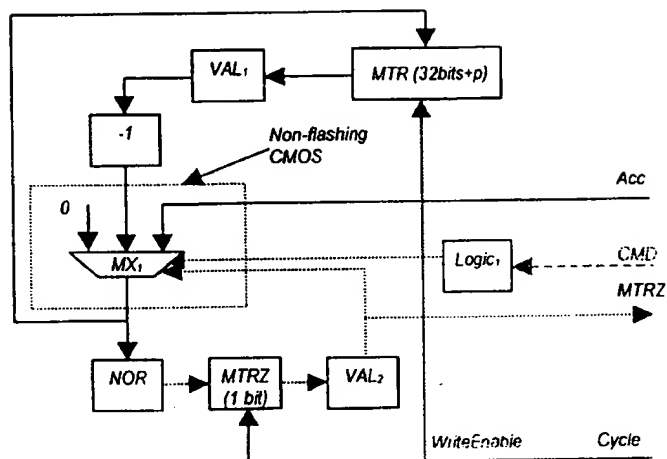 VAL₁
MTR (32bits+p)
-1
Non-flashing
CMOS
Acc
0
MX₁
Logic₁
CMD
MTRZ
NOR
MTRZ
(1 bit)
VAL₂
WriteEnable
Cycle